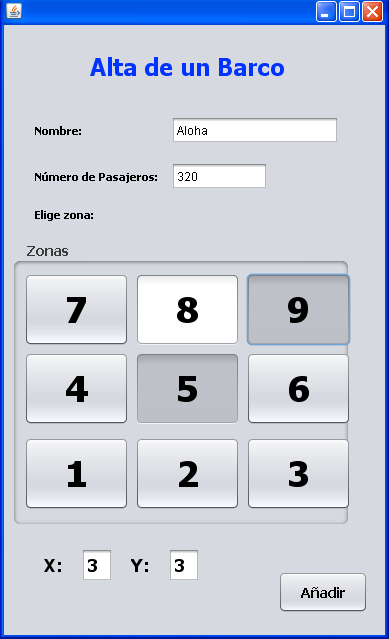 Alta de un Barco
Nombre: Aloha
Número de Pasajeros: 320
Elige zona:
Zonas
7 8 9
4 5 6
1 2 3
X: 3 Y: 3
Añadir